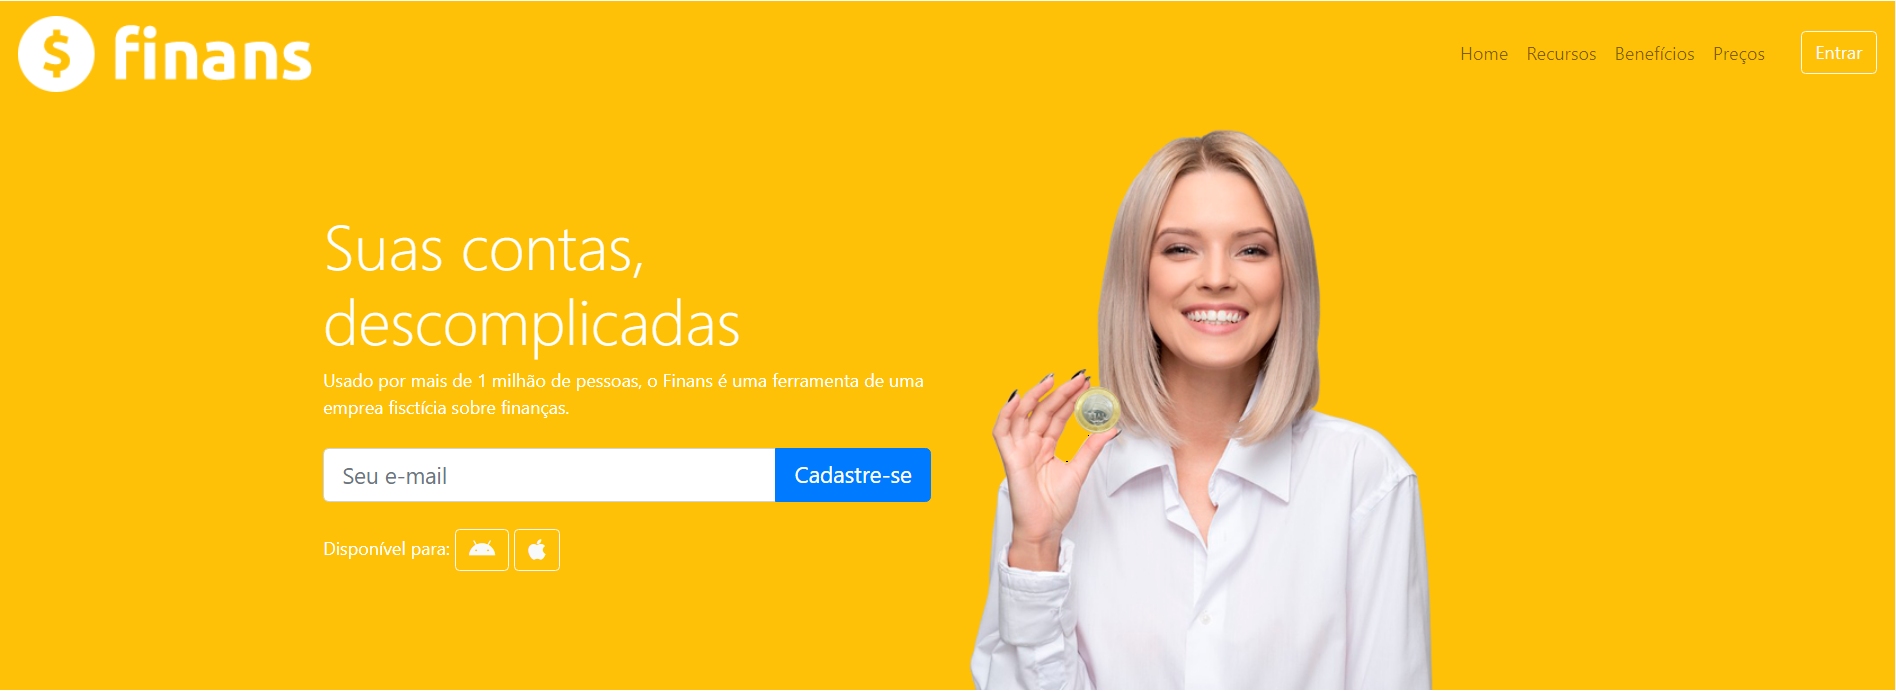 $ finans
Home Recursos Benefícios Preços Entrar
Suas contas,
descomplicadas
Usado por mais de 1 milhão de pessoas, o Finans é uma ferramenta de uma
emprea fisctícia sobre finanças.
Seu e-mail Cadastre-se
Disponível para: